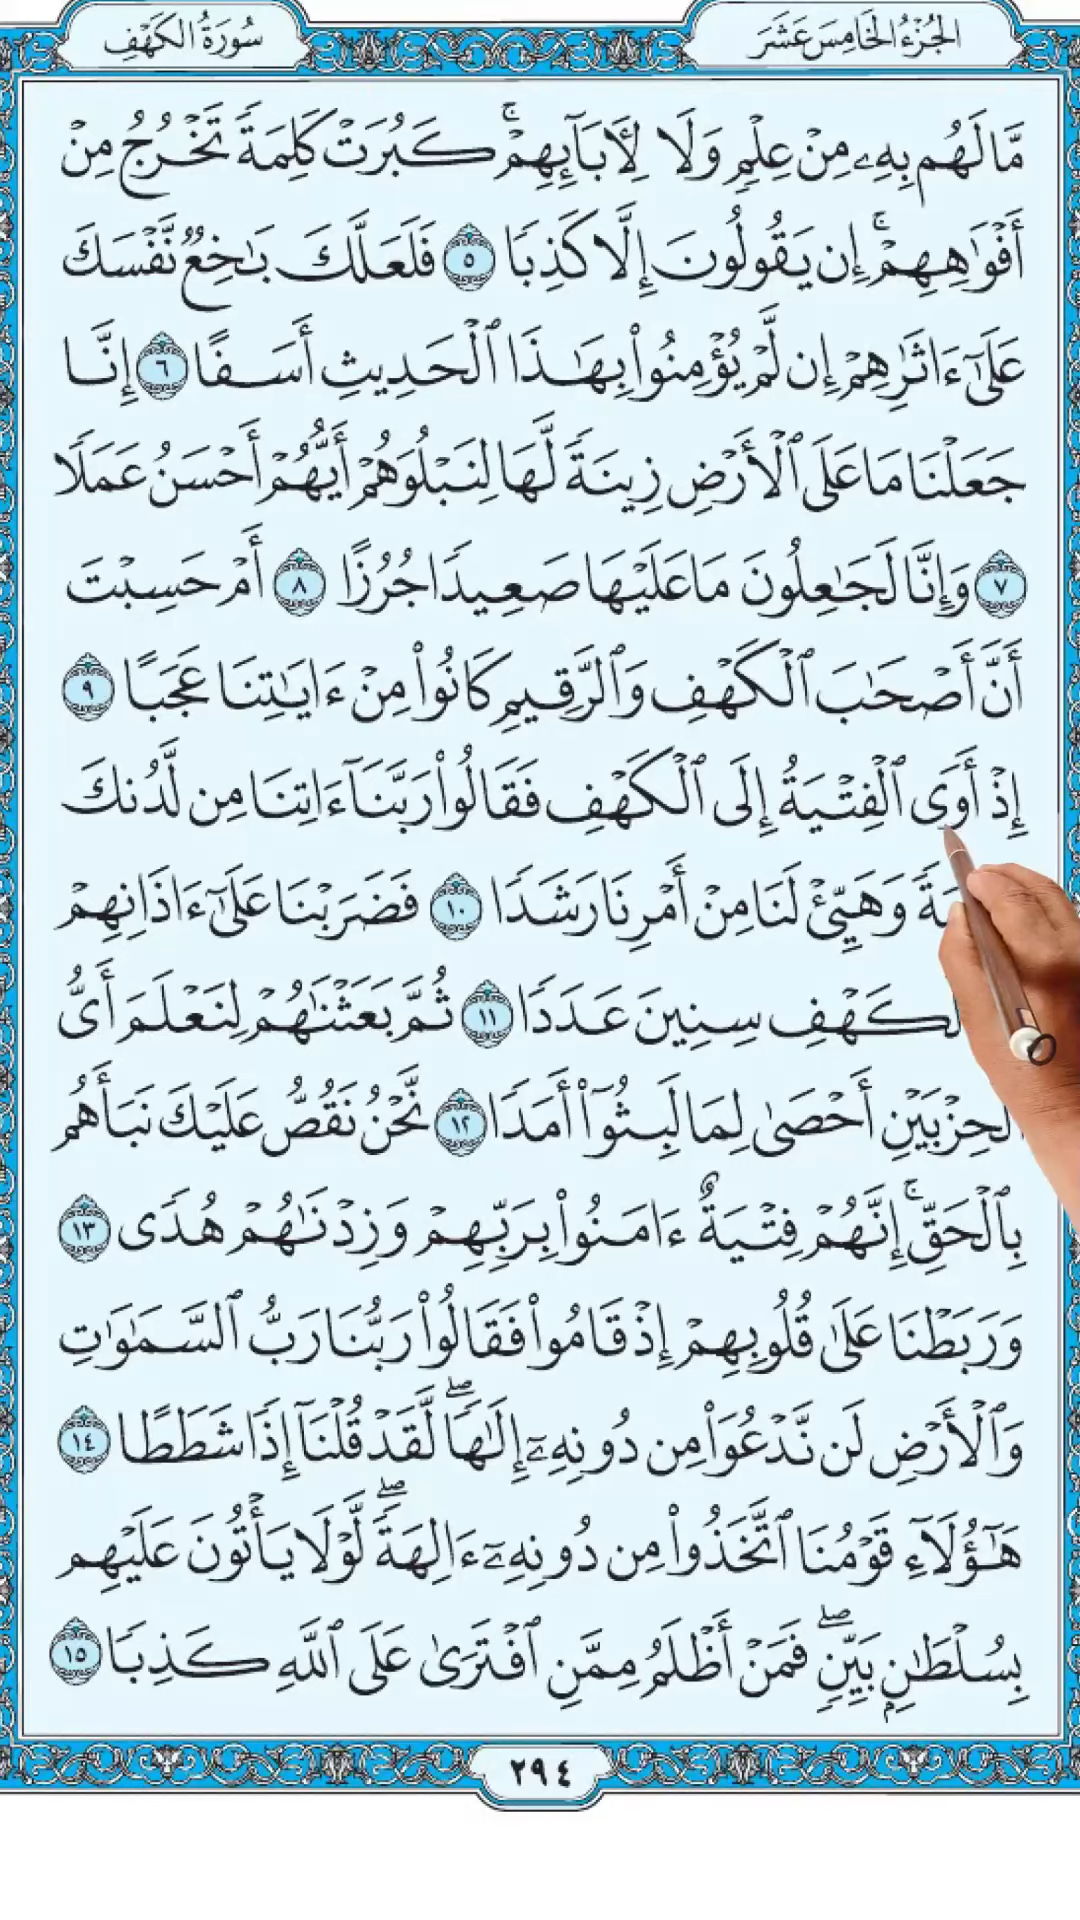 سُورَةُ الكَهْفِ
الجُزْءُ الخَامِسَ عَشَرَ
مَّا لَهُم بِهِۦ مِنْ عِلْمٍ وَلَا لِأَبَآئِهِمْۚ كَبُرَتْ كَلِمَةً تَخْرُجُ مِنْ
أَفْوَٰهِهِمْۚ إِن يَقُولُونَ إِلَّا كَذِبًا ٥ فَلَعَلَّكَ بَٰخِعٌ نَّفْسَكَ
عَلَىٰٓ ءَاثَٰرِهِمْ إِن لَّمْ يُؤْمِنُوا۟ بِهَٰذَا ٱلْحَدِيثِ أَسَفًا ٦ إِنَّا
جَعَلْنَا مَا عَلَى ٱلْأَرْضِ زِينَةً لَّهَا لِنَبْلُوَهُمْ أَيُّهُمْ أَحْسَنُ عَمَلًا
٧ وَإِنَّا لَجَٰعِلُونَ مَا عَلَيْهَا صَعِيدًا جُرُزًا ٨ أَمْ حَسِبْتَ
أَنَّ أَصْحَٰبَ ٱلْكَهْفِ وَٱلرَّقِيمِ كَانُوا۟ مِنْ ءَايَٰتِنَا عَجَبًا ٩
إِذْ أَوَى ٱلْفِتْيَةُ إِلَى ٱلْكَهْفِ فَقَالُوا۟ رَبَّنَآ ءَاتِنَا مِن لَّدُنكَ
وَهَيِّئْ لَنَا مِنْ أَمْرِنَا رَشَدًا ١٠ فَضَرَبْنَا عَلَىٰٓ ءَاذَانِهِمْ
سِنِينَ عَدَدًا ١١ ثُمَّ بَعَثْنَٰهُمْ لِنَعْلَمَ أَىُّ
ٱلْحِزْبَيْنِ أَحْصَىٰ لِمَا لَبِثُوٓا۟ أَمَدًا ١٢ نَّحْنُ نَقُصُّ عَلَيْكَ نَبَأَهُم
بِٱلْحَقِّۚ إِنَّهُمْ فِتْيَةٌ ءَامَنُوا۟ بِرَبِّهِمْ وَزِدْنَٰهُمْ هُدًى ١٣
وَرَبَطْنَا عَلَىٰ قُلُوبِهِمْ إِذْ قَامُوا۟ فَقَالُوا۟ رَبُّنَا رَبُّ ٱلسَّمَٰوَٰتِ
وَٱلْأَرْضِ لَن نَّدْعُوَا۟ مِن دُونِهِۦٓ إِلَٰهًاۖ لَّقَدْ قُلْنَآ إِذًا شَطَطًا ١٤
هَٰٓؤُلَآءِ قَوْمُنَا ٱتَّخَذُوا۟ مِن دُونِهِۦٓ ءَالِهَةًۖ لَّوْلَا يَأْتُونَ عَلَيْهِم
بِسُلْطَٰنٍۭ بَيِّنٍۖ فَمَنْ أَظْلَمُ مِمَّنِ ٱفْتَرَىٰ عَلَى ٱللَّهِ كَذِبًا ١٥
٢٩٤